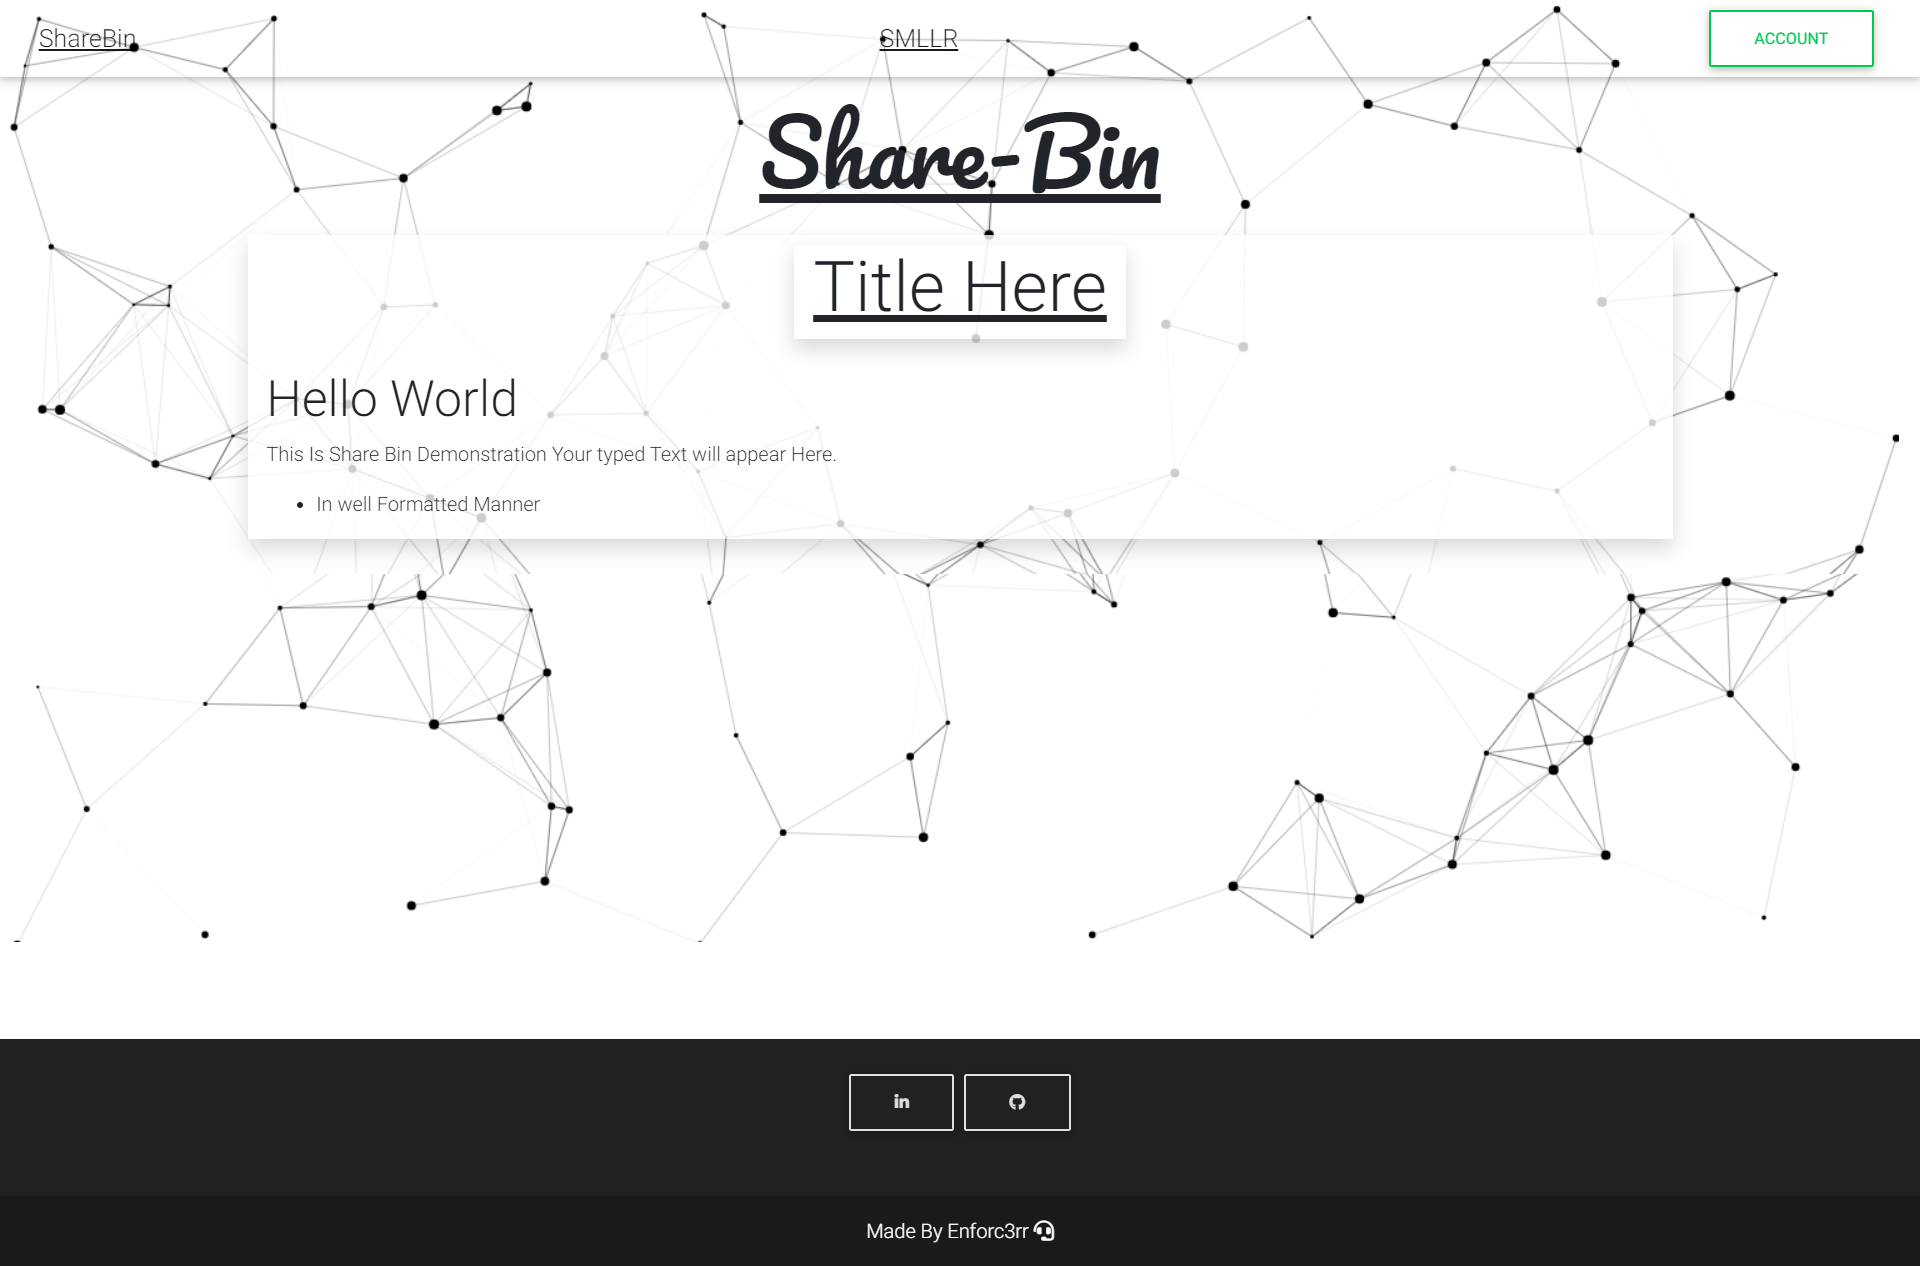 ShareBin
SMLLR
ACCOUNT
Share-Bin
Title Here
Hello World
This Is Share Bin Demonstration Your typed Text will appear Here.
In well Formatted Manner
Made By Enforc3rr